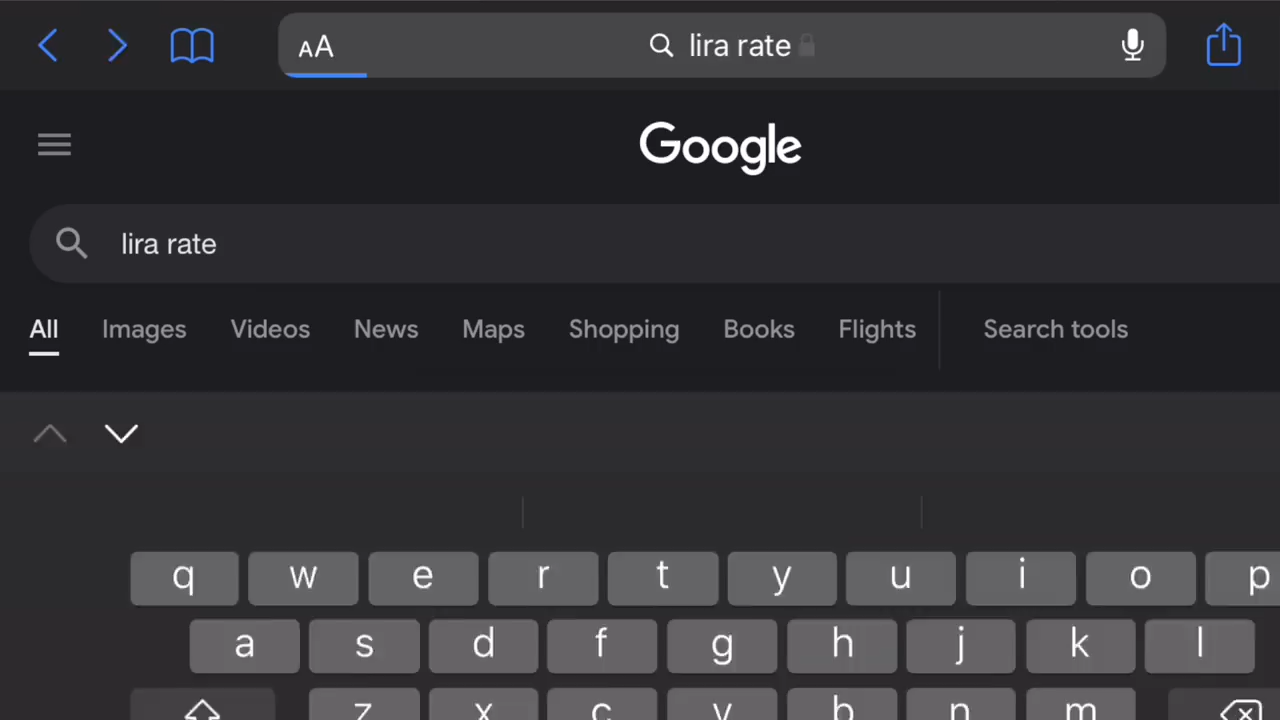 AA lira rate
Google
lira rate
All Images Videos News Maps Shopping Books Flights Search tools
q w e r t y u i o p
a s d f g h j k l
z x c v b n m